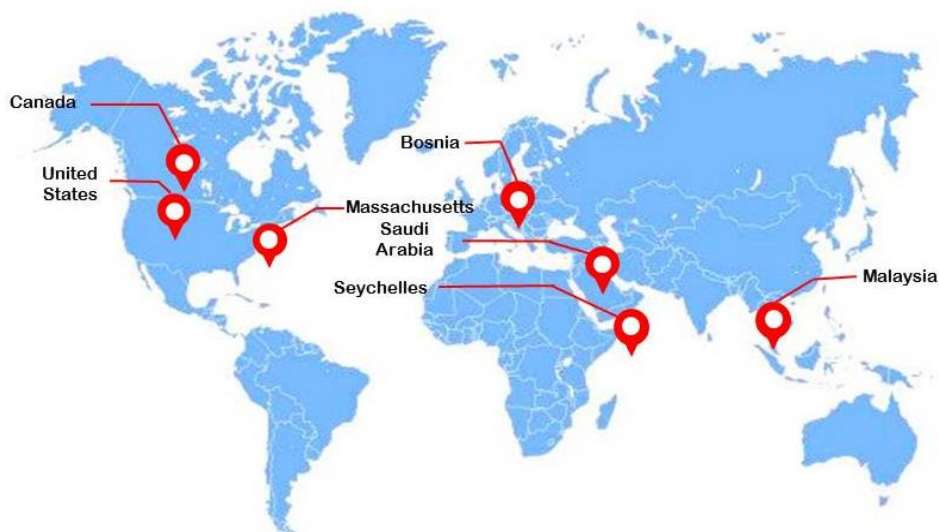 Canada
United
States
Bosnia
Massachusetts
Saudi
Arabia
Seychelles
Malaysia